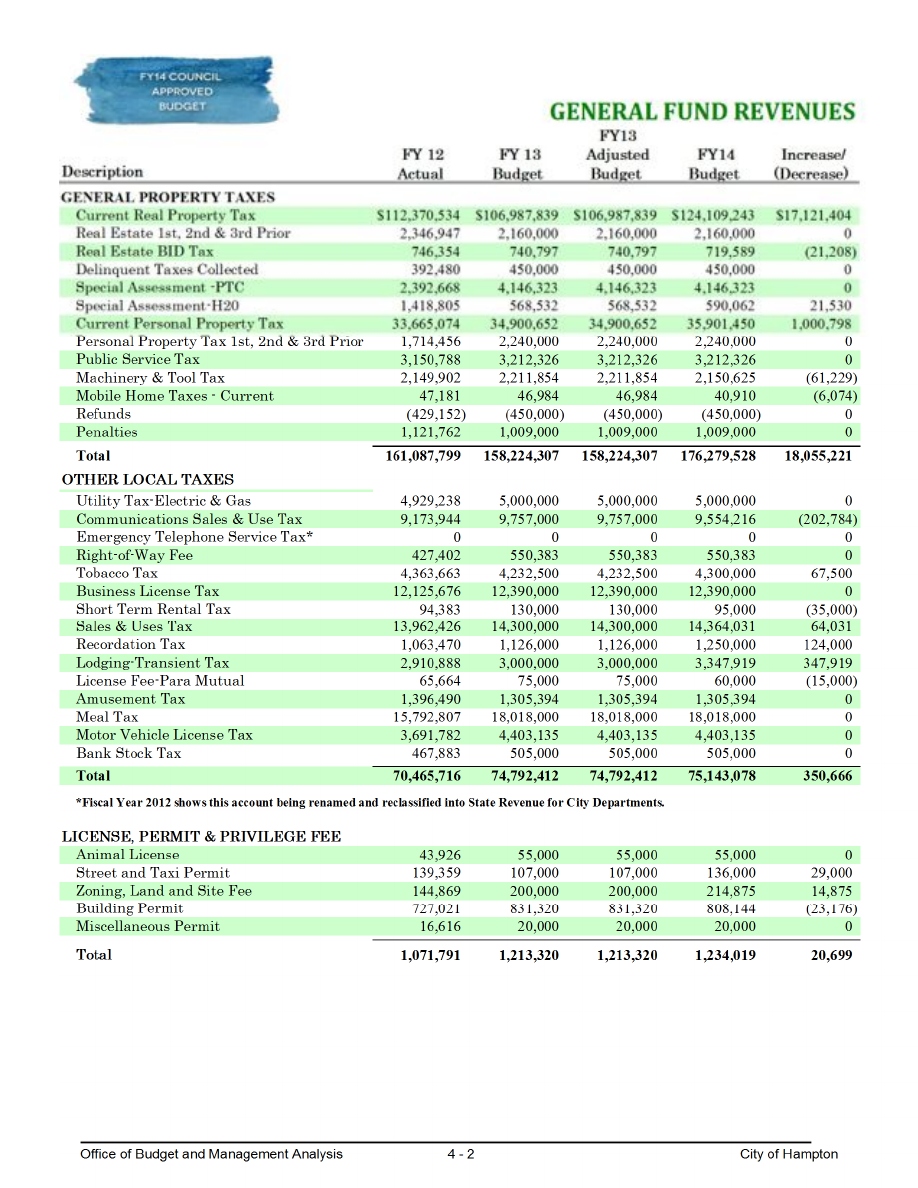 FY14 COUNCIL
APPROVED
BUDGET
GENERAL FUND REVENUES
FY13
FY 12 FY 13 Adjusted FY14 Increase/
Description Actual Budget Budget Budget (Decrease)
GENERAL PROPERTY TAXES
Current Real Property Tax $112,370,534 $106,987,839 $106,987,839 $124,109,243 $17,121,404
Real Estate 1st, 2nd & 3rd Prior 2,346,947 2,160,000 2,160,000 2,160,000 0
Real Estate BID Tax 746,354 740,797 740,797 719,589 (21,208)
Delinquent Taxes Collected 392,480 450,000 450,000 450,000 0
Special Assessment -PTC 2,392,668 4,146,323 4,146,323 4,146,323 0
Special Assessment-H20 1,418,805 568,532 568,532 590,062 21,530
Current Personal Property Tax 33,665,074 34,900,652 34,900,652 35,901,450 1,000,798
Personal Property Tax 1st, 2nd & 3rd Prior 1,714,456 2,240,000 2,240,000 2,240,000 0
Public Service Tax 3,150,788 3,212,326 3,212,326 3,212,326 0
Machinery & Tool Tax 2,149,902 2,211,854 2,211,854 2,150,625 (61,229)
Mobile Home Taxes - Current 47,181 46,984 46,984 40,910 (6,074)
Refunds (429,152) (450,000) (450,000) (450,000) 0
Penalties 1,121,762 1,009,000 1,009,000 1,009,000 0
Total 161,087,799 158,224,307 158,224,307 176,279,528 18,055,221
OTHER LOCAL TAXES
Utility Tax-Electric & Gas 4,929,238 5,000,000 5,000,000 5,000,000 0
Communications Sales & Use Tax 9,173,944 9,757,000 9,757,000 9,554,216 (202,784)
Emergency Telephone Service Tax* 0 0 0 0 0
Right-of-Way Fee 427,402 550,383 550,383 550,383 0
Tobacco Tax 4,363,663 4,232,500 4,232,500 4,300,000 67,500
Business License Tax 12,125,676 12,390,000 12,390,000 12,390,000 0
Short Term Rental Tax 94,383 130,000 130,000 95,000 (35,000)
Sales & Uses Tax 13,962,426 14,300,000 14,300,000 14,364,031 64,031
Recordation Tax 1,063,470 1,126,000 1,126,000 1,250,000 124,000
Lodging-Transient Tax 2,910,888 3,000,000 3,000,000 3,347,919 347,919
License Fee-Para Mutual 65,664 75,000 75,000 60,000 (15,000)
Amusement Tax 1,396,490 1,305,394 1,305,394 1,305,394 0
Meal Tax 15,792,807 18,018,000 18,018,000 18,018,000 0
Motor Vehicle License Tax 3,691,782 4,403,135 4,403,135 4,403,135 0
Bank Stock Tax 467,883 505,000 505,000 505,000 0
Total 70,465,716 74,792,412 74,792,412 75,143,078 350,666
*Fiscal Year 2012 shows this account being renamed and reclassified into State Revenue for City Departments.
LICENSE, PERMIT & PRIVILEGE FEE
Animal License 43,926 55,000 55,000 55,000 0
Street and Taxi Permit 139,359 107,000 107,000 136,000 29,000
Zoning, Land and Site Fee 144,869 200,000 200,000 214,875 14,875
Building Permit 727,021 831,320 831,320 808,144 (23,176)
Miscellaneous Permit 16,616 20,000 20,000 20,000 0
Total 1,071,791 1,213,320 1,213,320 1,234,019 20,699
Office of Budget and Management Analysis 4 - 2 City of Hampton